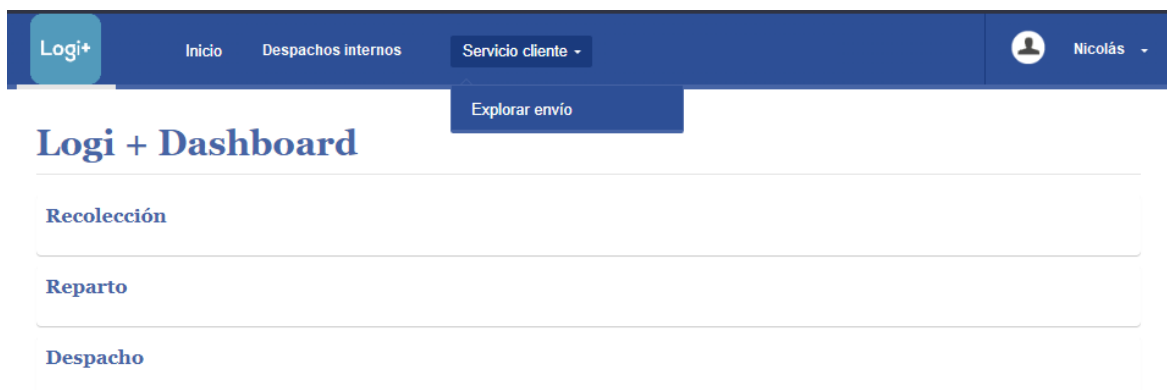 Logi+ Inicio Despachos internos Servicio cliente Nicolás
Explorar envío
Logi + Dashboard
Recolección
Reparto
Despacho